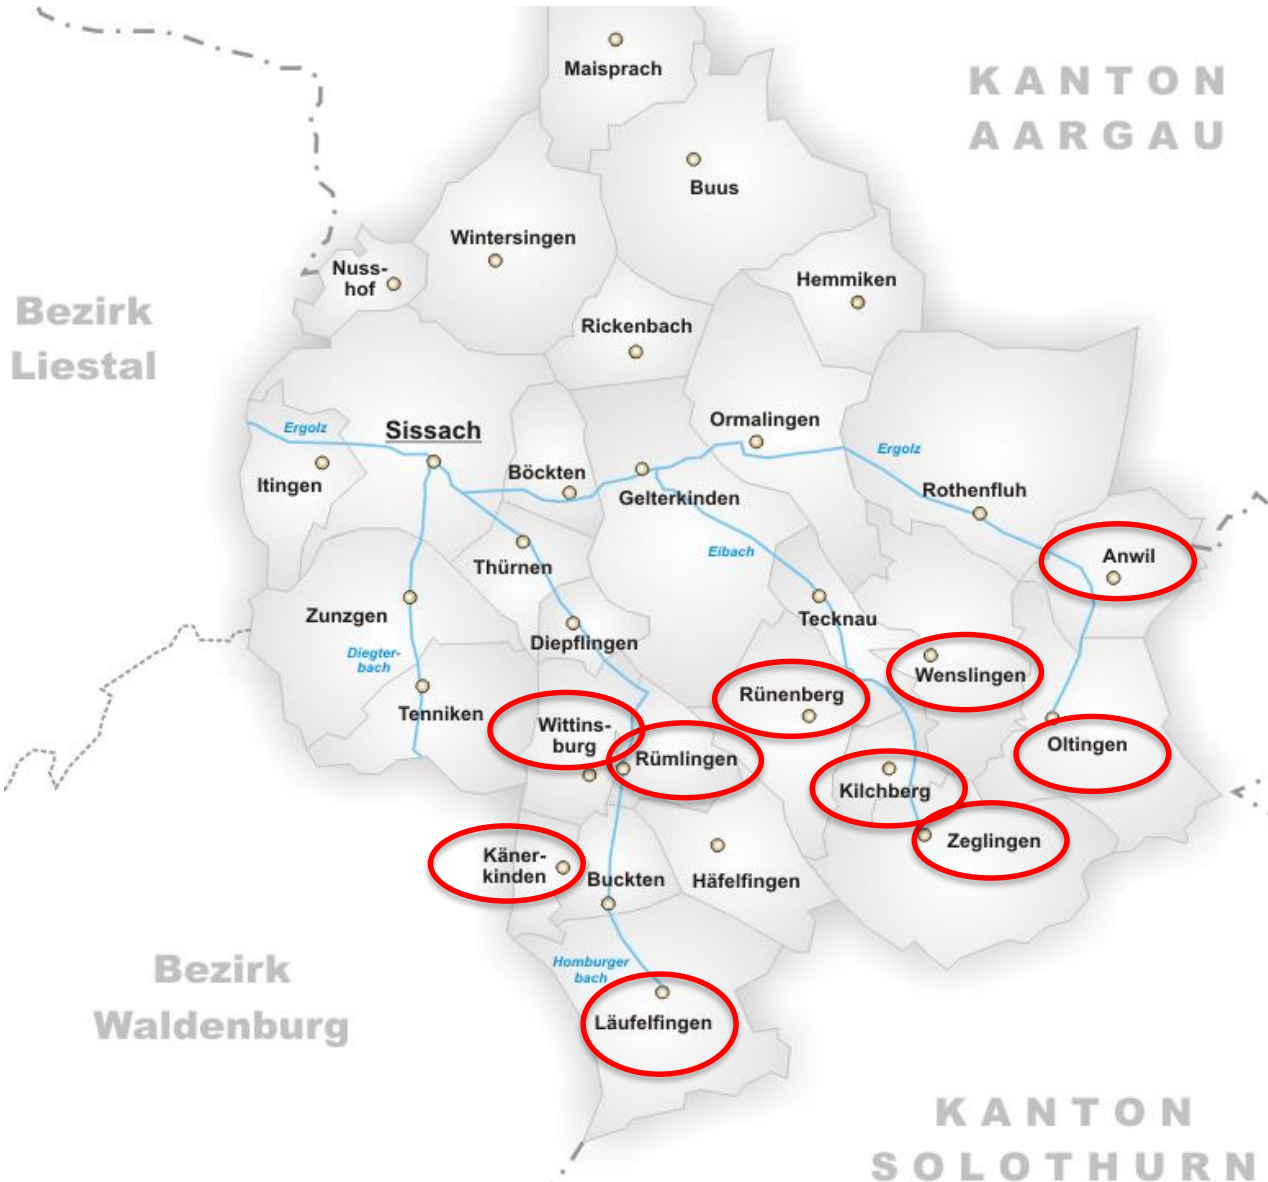 Maisprach
KANTON
AARGAU
Buus
Wintersingen
Nuss-
hof
Hemmiken
Bezirk
Liestal
Rickenbach
Ergolz
Sissach
Ormalingen
Ergolz
Itingen
Böckten
Gelterkinden
Rothenfluh
Eibach
Anwil
Thürnen
Zunzgen
Tecknau
Diepflingen
Diegter-
bach
Wenslingen
Rünenberg
Tenniken
Wittins-
burg
Oltingen
Rümlingen
Kilchberg
Zeglingen
Käner-
kinden
Buckten
Häfelfingen
Homburger
bach
Bezirk
Waldenburg
Läufelfingen
KANTON
SOLOTHURN